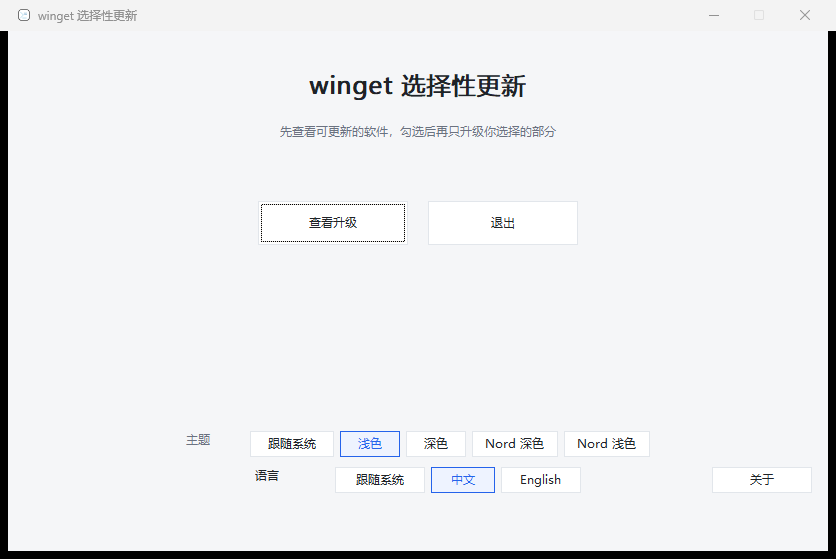 winget 选择性更新
winget 选择性更新
先查看可更新的软件，勾选后再只升级你选择的部分
查看升级 退出
主题 跟随系统 浅色 深色 Nord 深色 Nord 浅色
语言 跟随系统 中文 English 关于